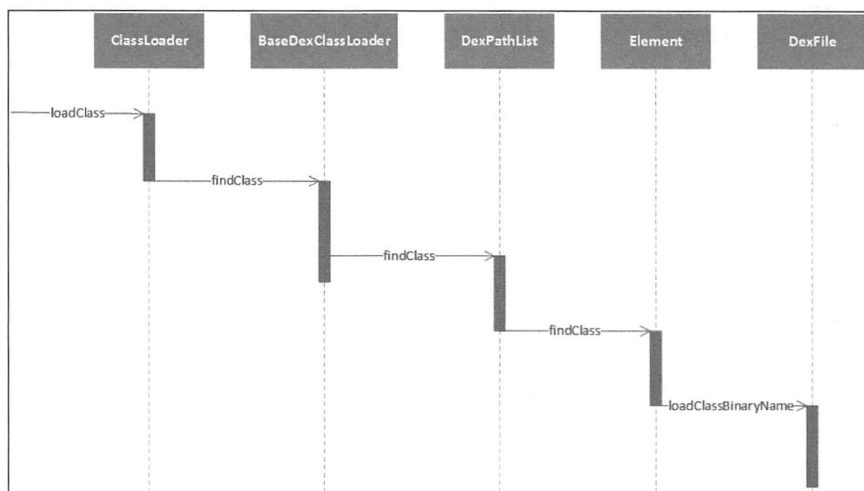 ClassLoader BaseDexClassLoader DexPathList Element DexFile
loadClass
findClass
findClass
findClass
loadClassBinaryName